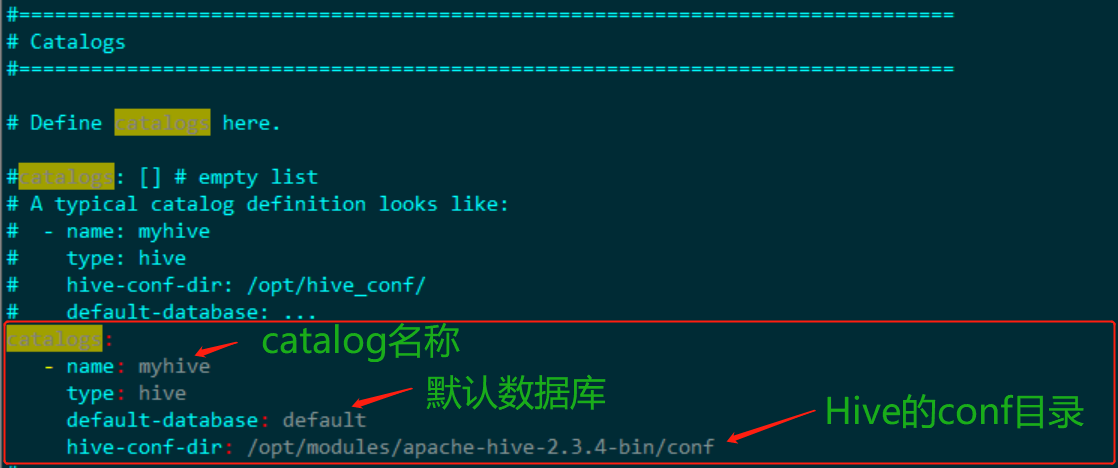 #==============================================================================
# Catalogs
#==============================================================================
# Define catalogs here.
#catalogs: [] # empty list
# A typical catalog definition looks like:
#  - name: myhive
#    type: hive
#    hive-conf-dir: /opt/hive_conf/
#    default-database: ...
catalogs:
catalog名称
   - name: myhive
     type: hive
默认数据库
     default-database: default
Hive的conf目录
     hive-conf-dir: /opt/modules/apache-hive-2.3.4-bin/conf
#